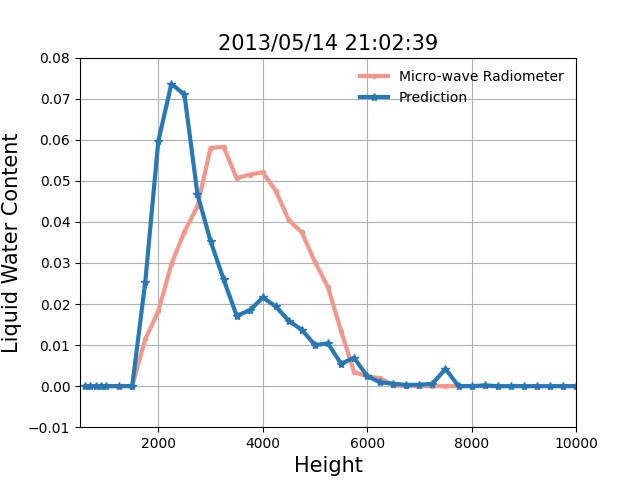 2013/05/14 21:02:39
0.08
0.07
0.06
0.05
0.04
0.03
0.02
0.01
0.00
−0.01
Liquid Water Content
Micro-wave Radiometer
Prediction
2000 4000 6000 8000 10000
Height